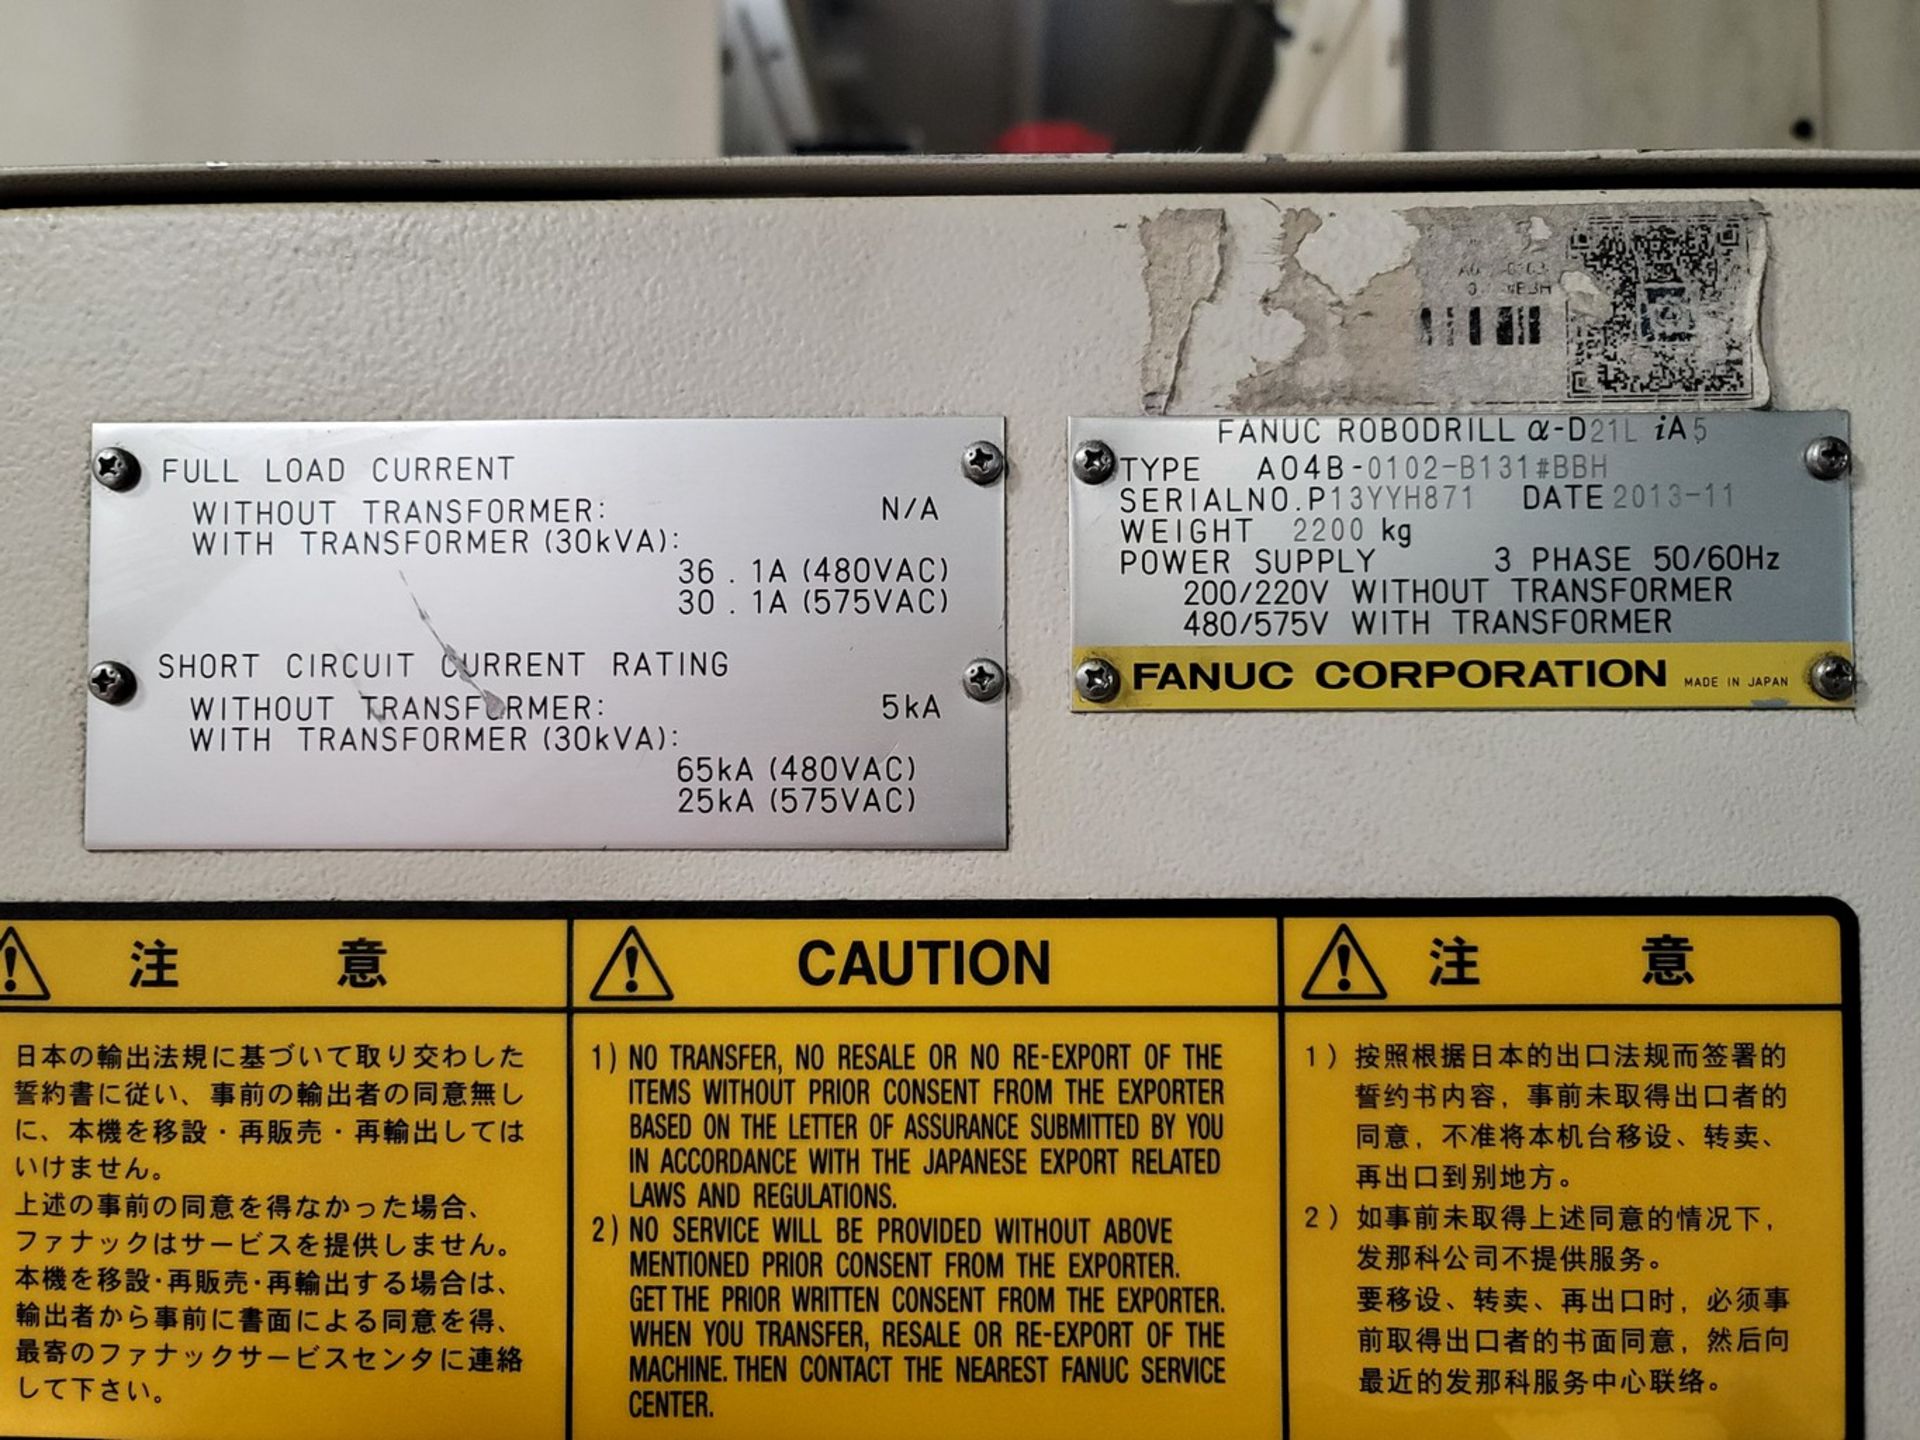 FULL LOAD CURRENT
WITHOUT TRANSFORMER: N/A
WITH TRANSFORMER (30kVA):
36 . 1A (480VAC)
30 . 1A (575VAC)
SHORT CIRCUIT CURRENT RATING
WITHOUT TRANSFORMER: 5kA
WITH TRANSFORMER (30kVA):
65kA (480VAC)
25kA (575VAC)
FANUC ROBODRILL α-D21L iA5
TYPE A04B-0102-B131#BBH
SERIALNO.P13YYH871 DATE 2013-11
WEIGHT 2200 kg
POWER SUPPLY 3 PHASE 50/60Hz
200/220V WITHOUT TRANSFORMER
480/575V WITH TRANSFORMER
FANUC CORPORATION MADE IN JAPAN
注 意
日本の輸出法規に基づいて取り交わした
誓約書に従い、事前の輸出者の同意無し
に、本機を移設・再販売・再輸出しては
いけません。
上述の事前の同意を得なかった場合、
ファナックはサービスを提供しません。
本機を移設・再販売・再輸出する場合は、
輸出者から事前に書面による同意を得、
最寄のファナックサービスセンタに連絡
して下さい。
CAUTION
1) NO TRANSFER, NO RESALE OR NO RE-EXPORT OF THE
ITEMS WITHOUT PRIOR CONSENT FROM THE EXPORTER
BASED ON THE LETTER OF ASSURANCE SUBMITTED BY YOU
IN ACCORDANCE WITH THE JAPANESE EXPORT RELATED
LAWS AND REGULATIONS.
2) NO SERVICE WILL BE PROVIDED WITHOUT ABOVE
MENTIONED PRIOR CONSENT FROM THE EXPORTER.
GET THE PRIOR WRITTEN CONSENT FROM THE EXPORTER.
WHEN YOU TRANSFER, RESALE OR RE-EXPORT OF THE
MACHINE. THEN CONTACT THE NEAREST FANUC SERVICE
CENTER.
注 意
1) 按照根据日本的出口法规而签署的
誓约书内容，事前未取得出口者的
同意，不准将本机台移设、转卖、
再出口到别地方。
2) 如事前未取得上述同意的情况下，
发那科公司不提供服务。
要移设、转卖、再出口时，必须事
前取得出口者的书面同意，然后向
最近的发那科服务中心联络。